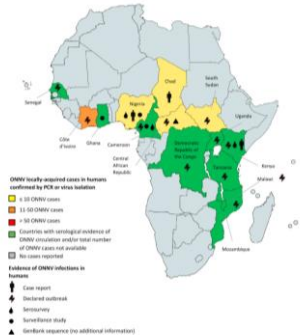 Chad
South
Sudan
Nigeria
Uganda
Senegal
Côte
d'Ivoire
Ghana
Cameroon
Central
African
Republic
Democratic
Republic of
the Congo
Tanzania
Kenya
Malawi
Mozambique
ONNV locally-acquired cases in humans
confirmed by PCR or virus isolation
≤ 10 ONNV cases
11-50 ONNV cases
> 50 ONNV cases
Countries with serological evidence of
ONNV circulation and/or total number
of ONNV cases not available
No cases reported
Evidence of ONNV infections in
humans
Case report
Declared outbreak
Serosurvey
Surveillance study
GenBank sequence (no additional information)